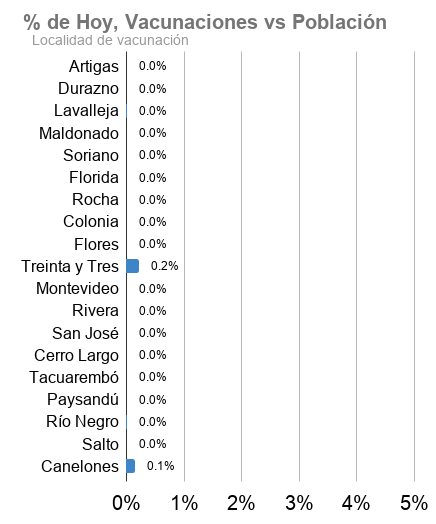 % de Hoy, Vacunaciones vs Población
Localidad de vacunación
Artigas 0.0%
Durazno 0.0%
Lavalleja 0.0%
Maldonado 0.0%
Soriano 0.0%
Florida 0.0%
Rocha 0.0%
Colonia 0.0%
Flores 0.0%
Treinta y Tres 0.2%
Montevideo 0.0%
Rivera 0.0%
San José 0.0%
Cerro Largo 0.0%
Tacuarembó 0.0%
Paysandú 0.0%
Río Negro 0.0%
Salto 0.0%
Canelones 0.1%
0% 1% 2% 3% 4% 5%